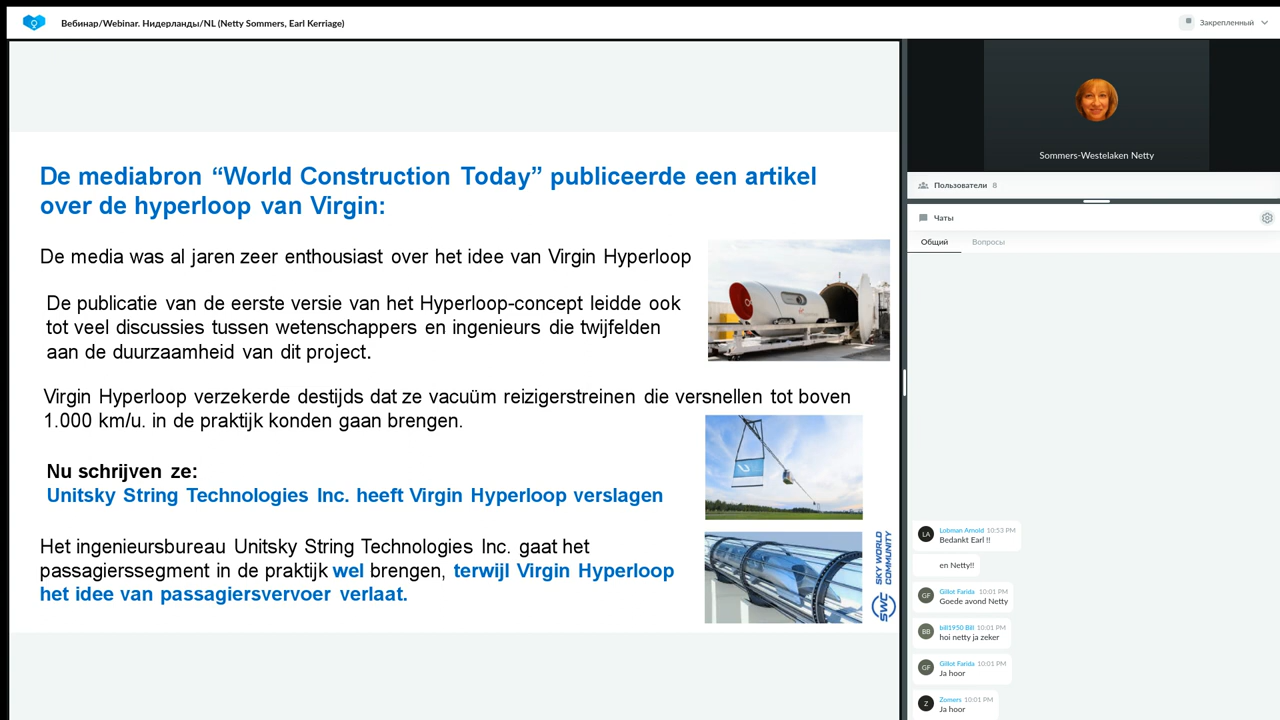 Вебинар/Webinar. Нидерланды/NL (Netty Sommers, Earl Kerriage)
Закрепленный
De mediabron “World Construction Today” publiceerde een artikel
over de hyperloop van Virgin:
De media was al jaren zeer enthousiast over het idee van Virgin Hyperloop
De publicatie van de eerste versie van het Hyperloop-concept leidde ook
tot veel discussies tussen wetenschappers en ingenieurs die twijfelden
aan de duurzaamheid van dit project.
Virgin Hyperloop verzekerde destijds dat ze vacuüm reizigerstreinen die versnellen tot boven
1.000 km/u. in de praktijk konden gaan brengen.
Nu schrijven ze:
Unitsky String Technologies Inc. heeft Virgin Hyperloop verslagen
Het ingenieursbureau Unitsky String Technologies Inc. gaat het
passagierssegment in de praktijk wel brengen, terwijl Virgin Hyperloop
het idee van passagiersvervoer verlaat.
SWC SKY WORLD
COMMUNITY
Sommers-Westelaken Netty
Пользователи 8
Чаты
Общий Вопросы
LA Lobman Arnold 10:53 PM
Bedankt Earl !!
en Netty!!
GF Gillot Farida 10:01 PM
Goede avond Netty
BB bill1950 Bill 10:01 PM
hoi netty ja zeker
GF Gillot Farida 10:01 PM
Ja hoor
Z Zomers 10:01 PM
Ja hoor